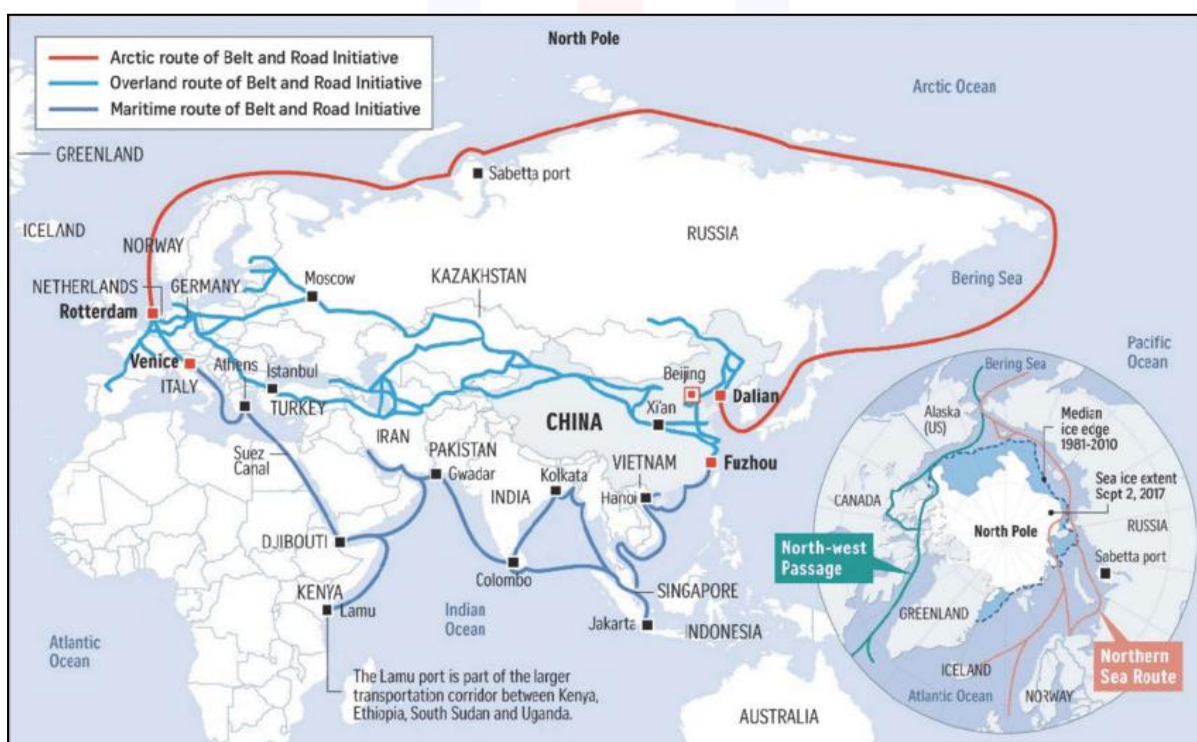 North Pole
Arctic route of Belt and Road Initiative
Overland route of Belt and Road Initiative
Maritime route of Belt and Road Initiative
Arctic Ocean
GREENLAND
Sabetta port
ICELAND
NORWAY
RUSSIA
NETHERLANDS
GERMANY
Moscow
KAZAKHSTAN
Bering Sea
Rotterdam
Venice
Athens
Istanbul
ITALY
TURKEY
Beijing
Dalian
Xi'an
CHINA
Pacific
Ocean
IRAN
PAKISTAN
Suez
Canal
Gwadar
Kolkata
VIETNAM
Fuzhou
INDIA
Hanoi
DJIBOUTI
Colombo
SINGAPORE
KENYA
Lamu
Indian
Ocean
Jakarta
INDONESIA
Atlantic
Ocean
The Lamu port is part of the larger
transportation corridor between Kenya,
Ethiopia, South Sudan and Uganda.
AUSTRALIA
Bering Sea
Alaska
(US)
Median
ice edge
1981-2010
Sea ice extent
Sept 2, 2017
CANADA
North Pole
RUSSIA
North-west
Passage
Sabetta port
GREENLAND
ICELAND
Northern
Sea Route
Atlantic Ocean
NORWAY